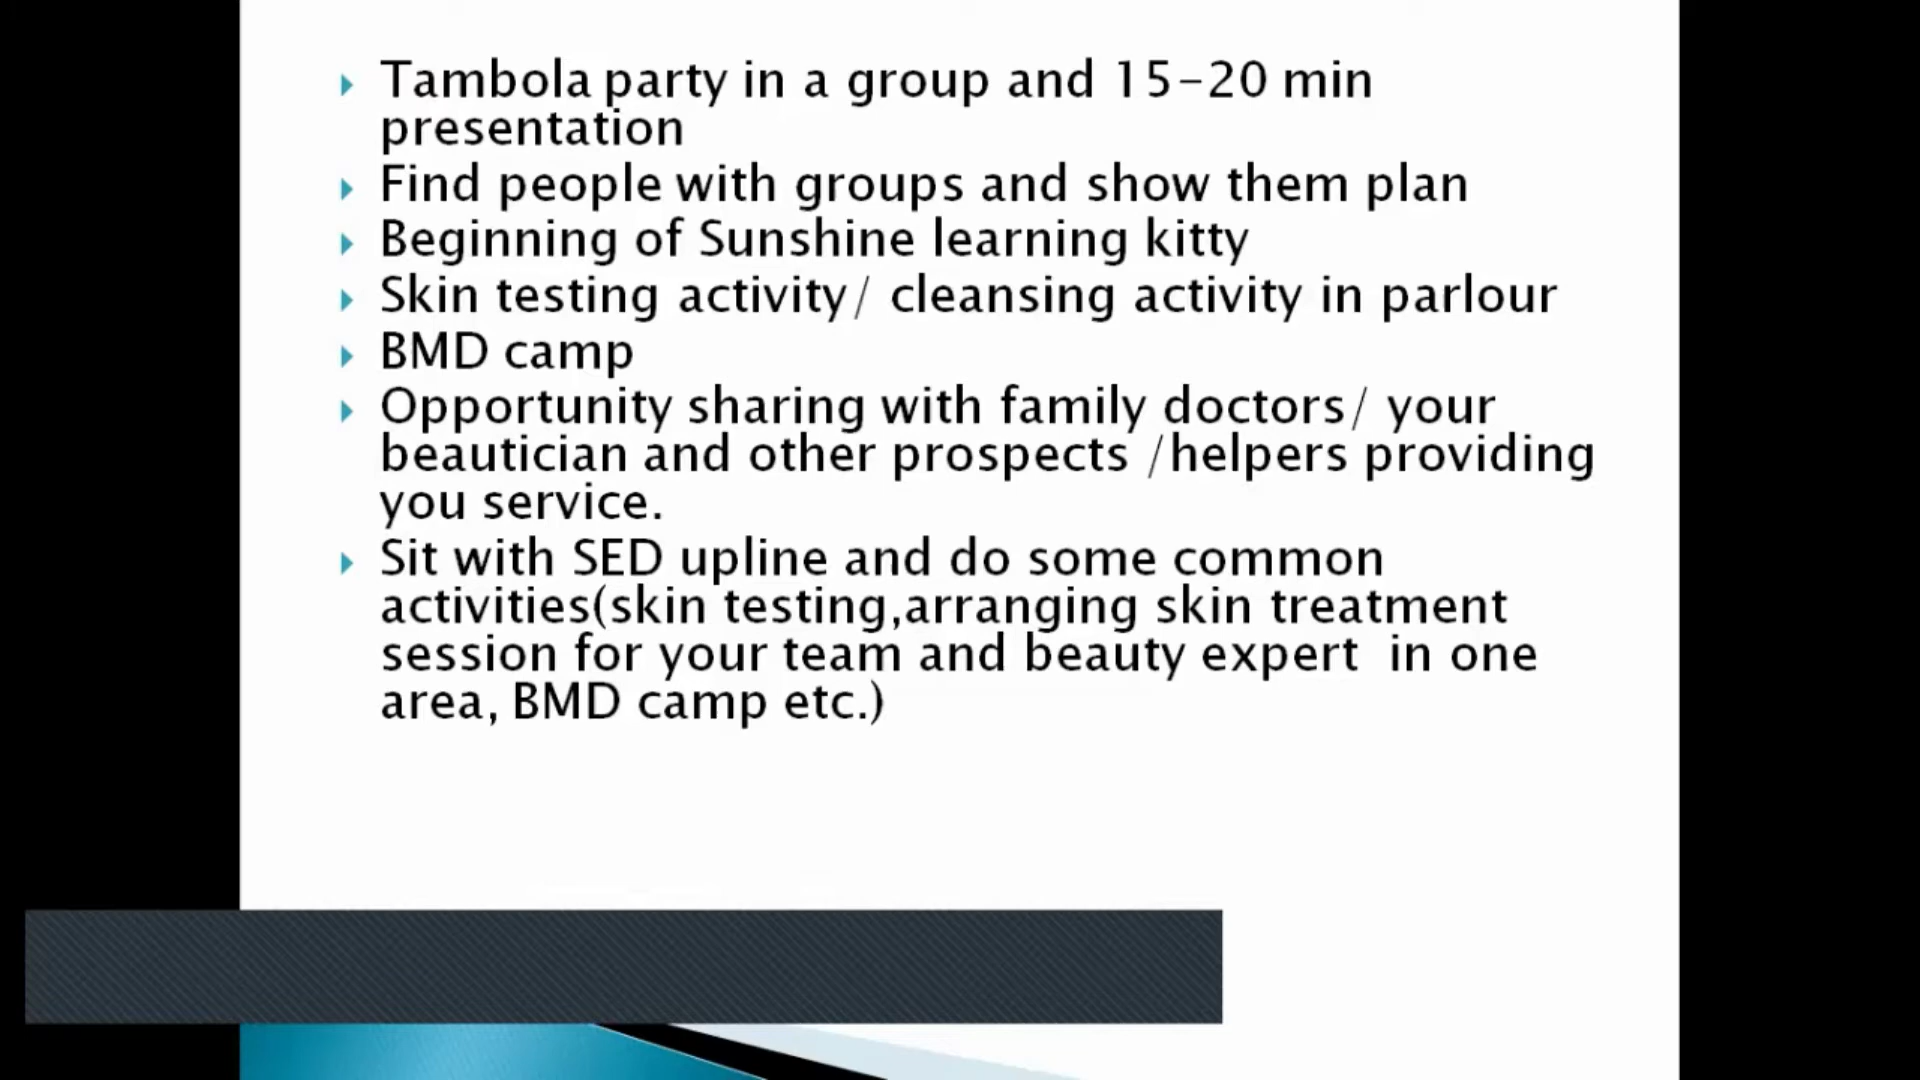 Tambola party in a group and 15-20 min
presentation
Find people with groups and show them plan
Beginning of Sunshine learning kitty
Skin testing activity/ cleansing activity in parlour
BMD camp
Opportunity sharing with family doctors/ your
beautician and other prospects /helpers providing
you service.
Sit with SED upline and do some common
activities(skin testing,arranging skin treatment
session for your team and beauty expert  in one
area, BMD camp etc.)